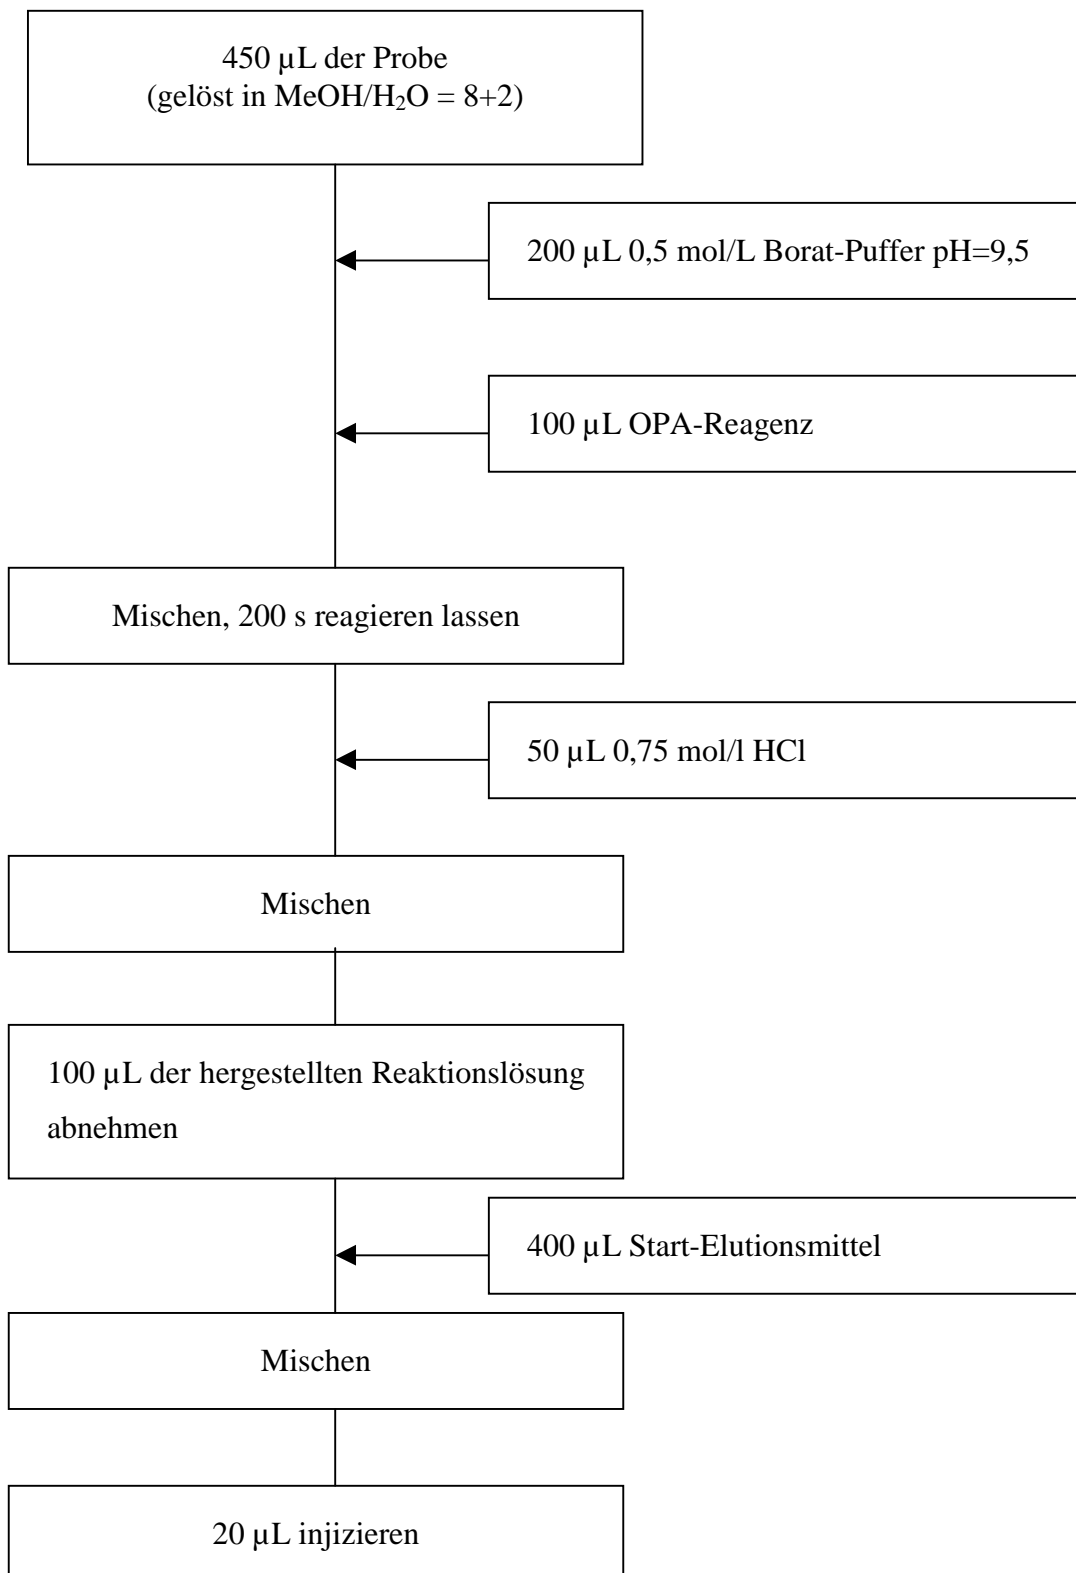 450 µL der Probe
(gelöst in MeOH/H₂O = 8+2)
200 µL 0,5 mol/L Borat-Puffer pH=9,5
100 µL OPA-Reagenz
Mischen, 200 s reagieren lassen
50 µL 0,75 mol/l HCl
Mischen
100 µL der hergestellten Reaktionslösung
abnehmen
400 µL Start-Elutionsmittel
Mischen
20 µL injizieren